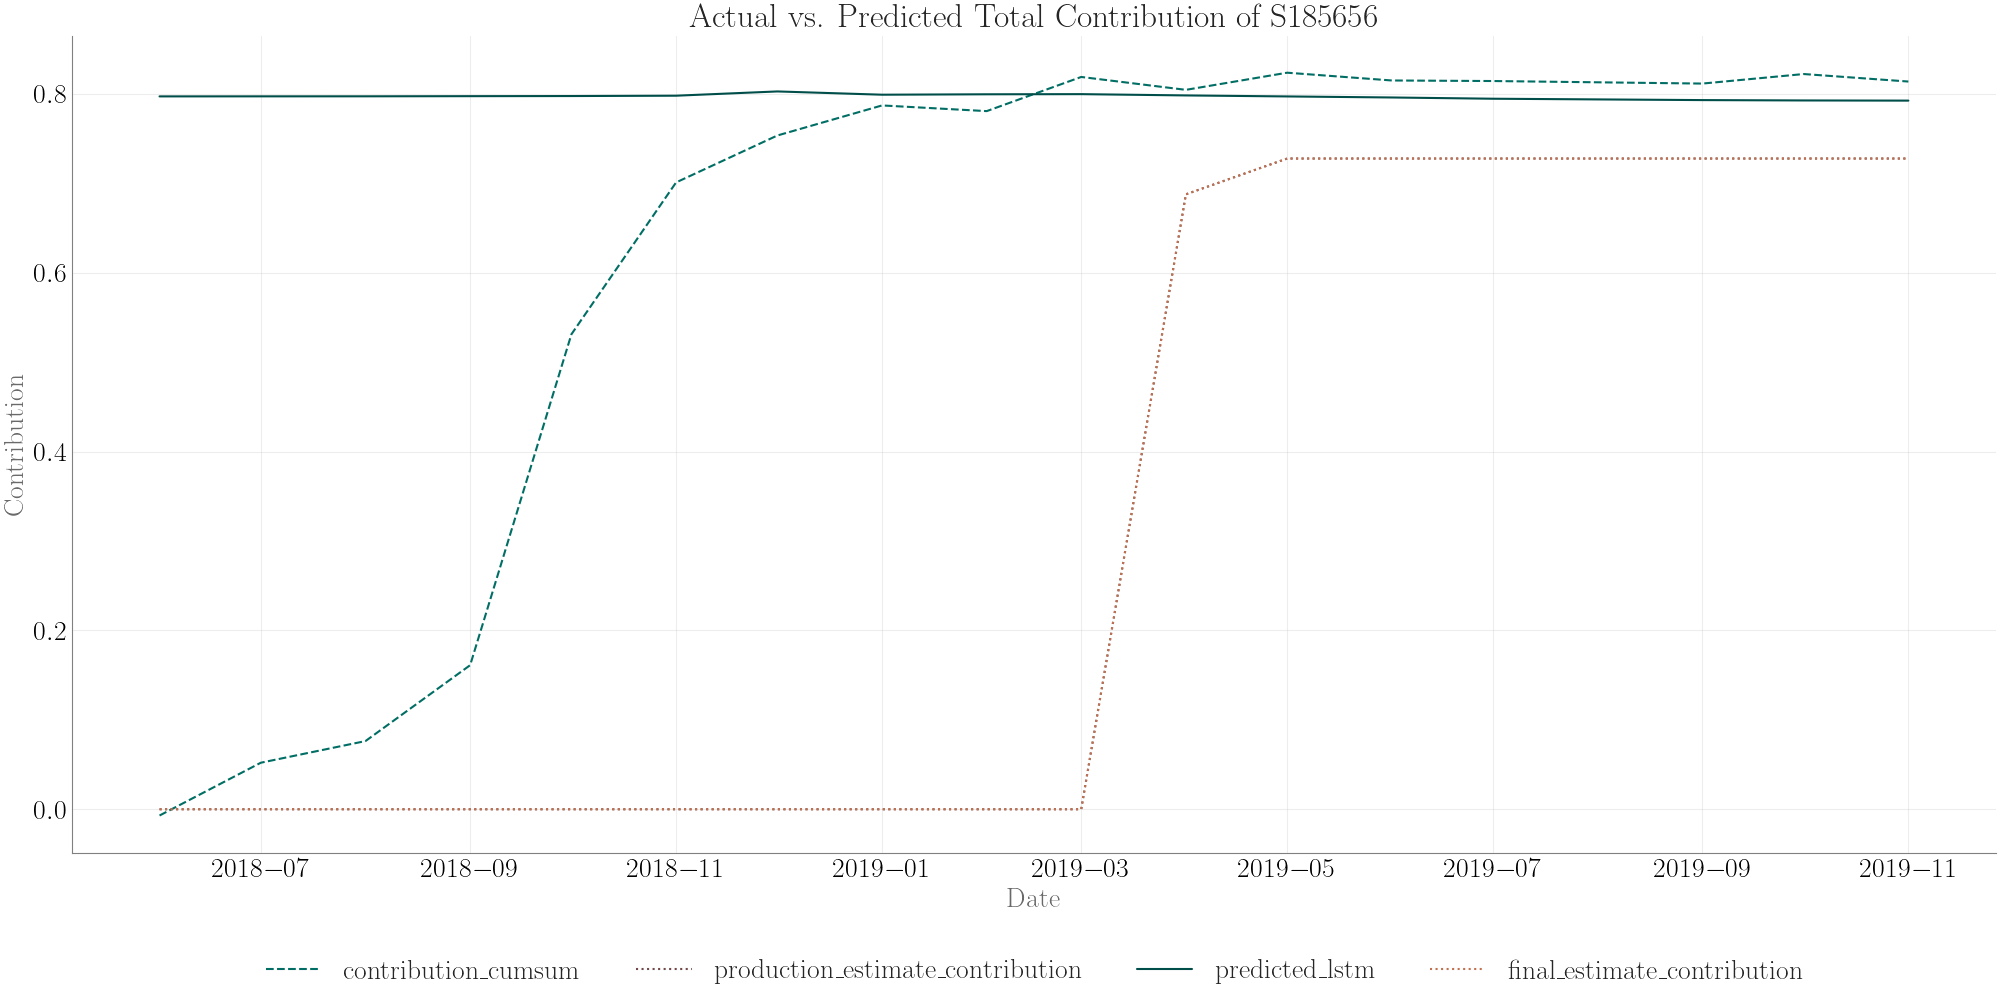 Actual vs. Predicted Total Contribution of S185656
Contribution
0.8
0.6
0.4
0.2
0.0
2018−07 2018−09 2018−11 2019−01 2019−03 2019−05 2019−07 2019−09 2019−11
Date
contribution_cumsum production_estimate_contribution predicted_lstm final_estimate_contribution